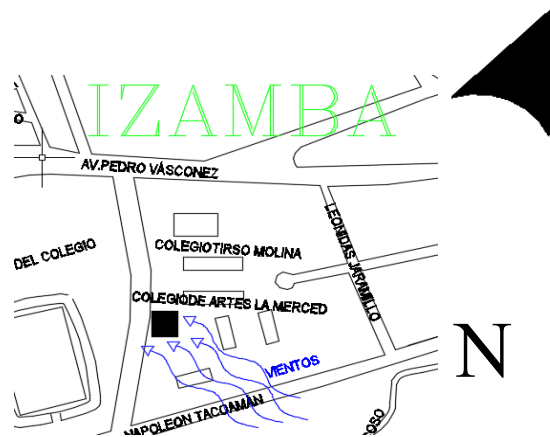 IZAMBA
AV.PEDRO VÁSCONEZ
LEONIDAS JARAMILLO
DEL COLEGIO
COLEGIOTIRSO MOLINA
COLEGIODE ARTES LA MERCED
N
VIENTOS
NAPOLEON TACOAMÁN